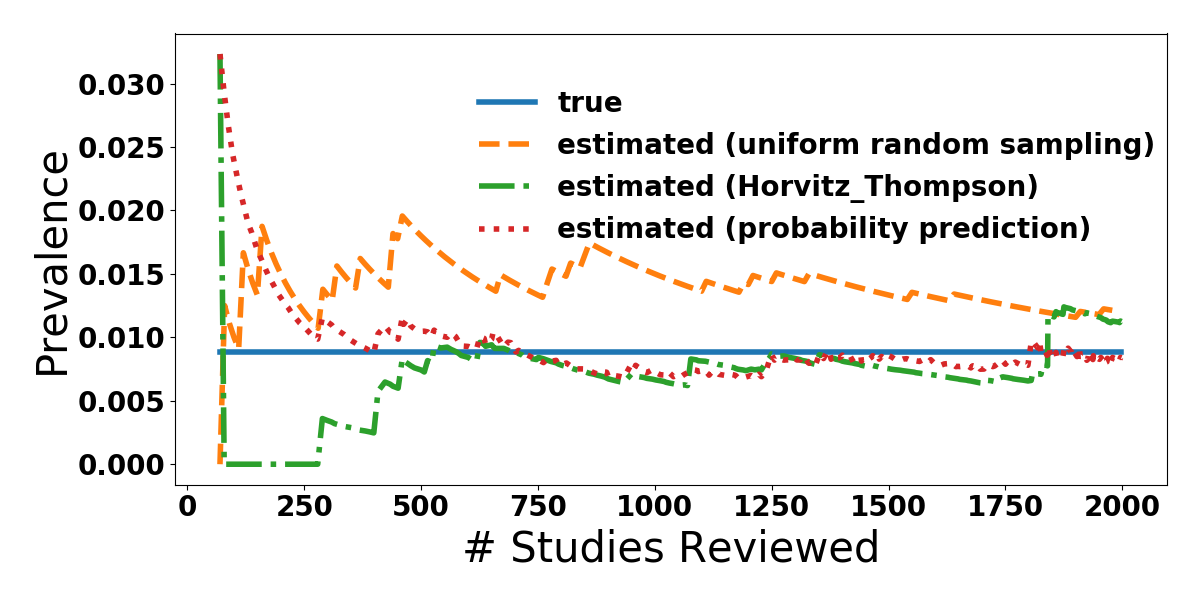 Prevalence
0.030
0.025
0.020
0.015
0.010
0.005
0.000
true
estimated (uniform random sampling)
estimated (Horvitz_Thompson)
estimated (probability prediction)
0 250 500 750 1000 1250 1500 1750 2000
# Studies Reviewed